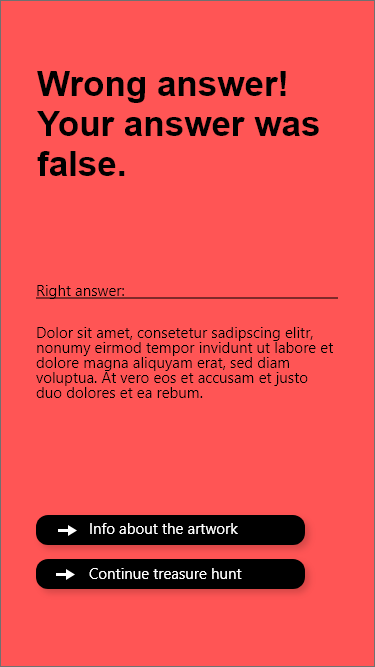 Wrong answer!
Your answer was
false.
Right answer:
Dolor sit amet, consetetur sadipscing elitr,
nonumy eirmod tempor invidunt ut labore et
dolore magna aliquyam erat, sed diam
voluptua. At vero eos et accusam et justo
duo dolores et ea rebum.
Info about the artwork
Continue treasure hunt